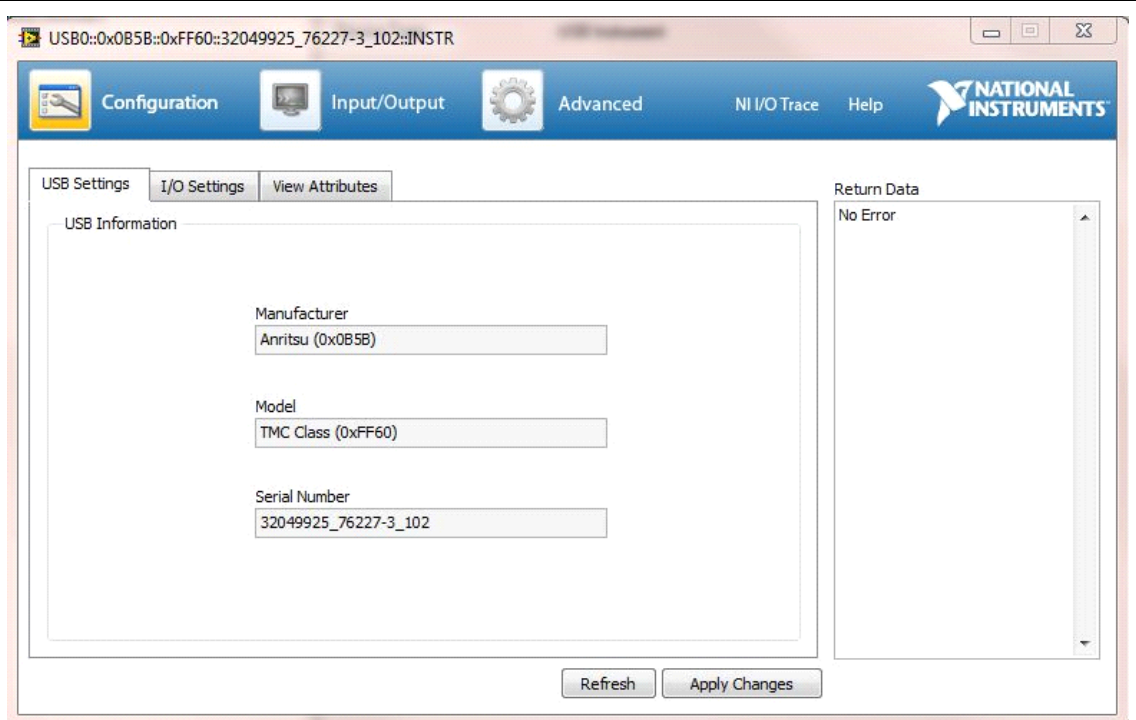 USB0::0x0B5B::0xFF60::32049925_76227-3_102::INSTR
Configuration
Input/Output
Advanced
NI I/O Trace
Help
NATIONAL
INSTRUMENTS
USB Settings
I/O Settings
View Attributes
Return Data
USB Information
No Error
Manufacturer
Anritsu (0x0B5B)
Model
TMC Class (0xFF60)
Serial Number
32049925_76227-3_102
Refresh
Apply Changes